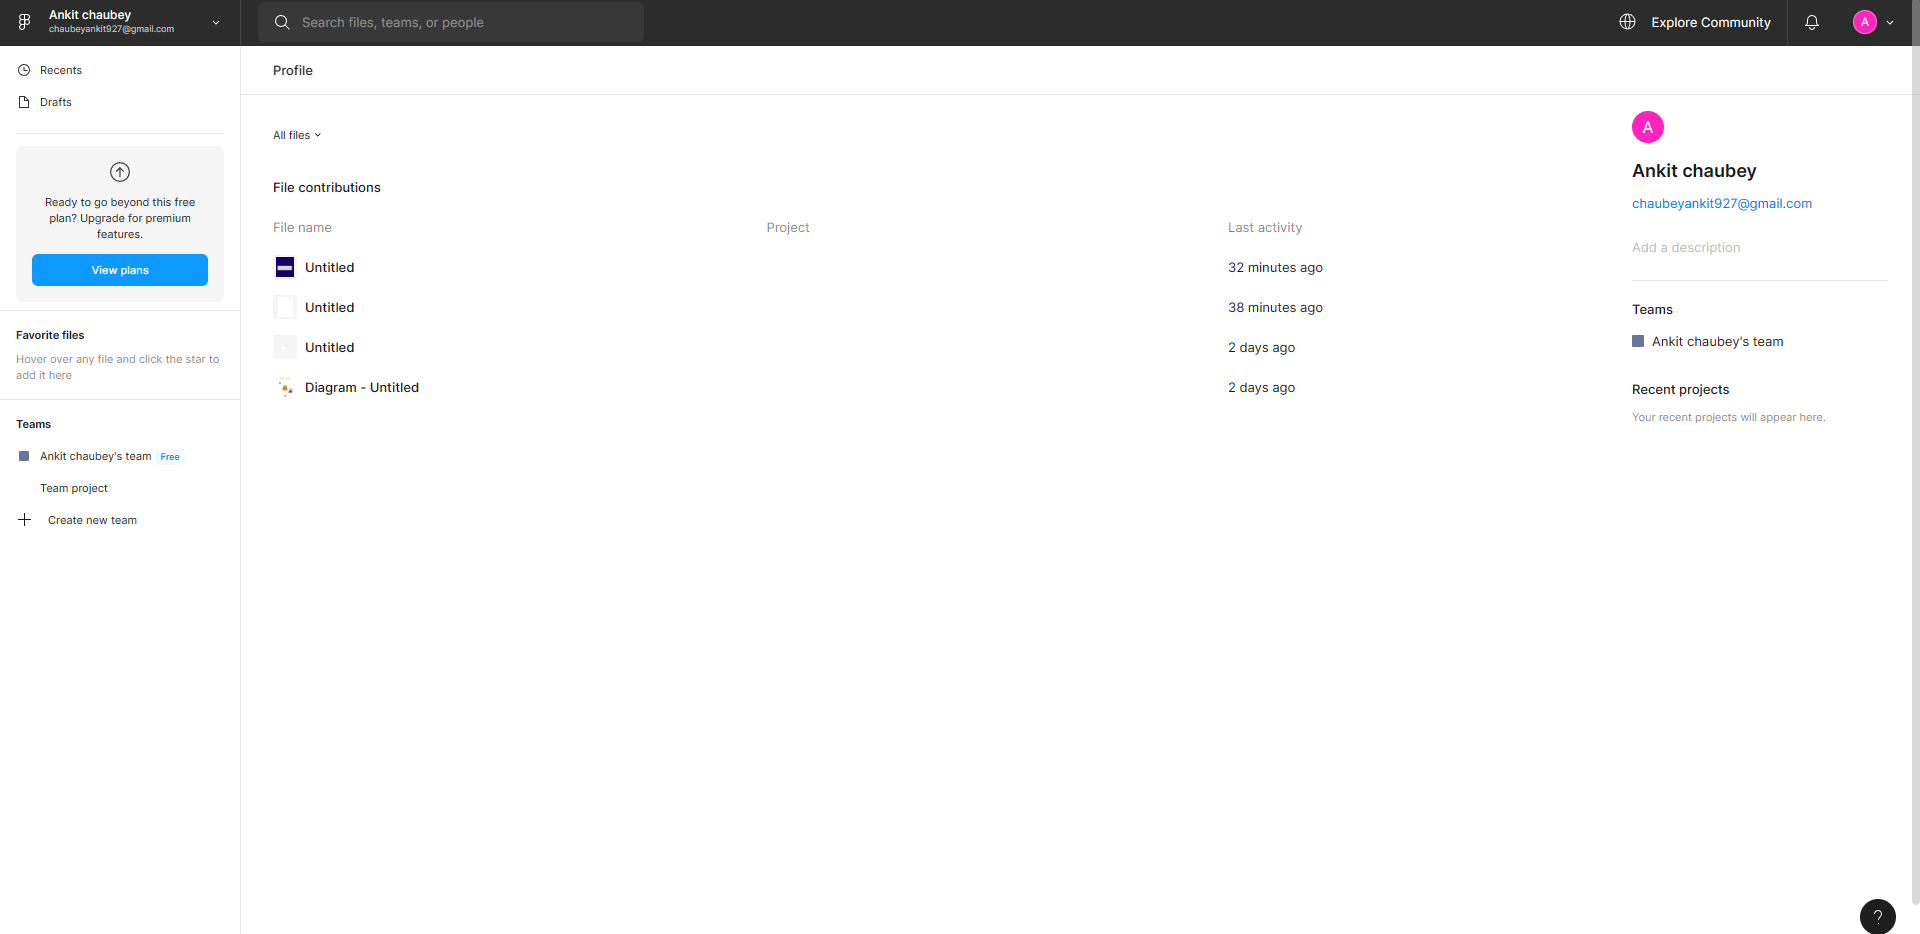 Ankit chaubey
chaubeyankit927@gmail.com
Search files, teams, or people
Explore Community
A
Recents
Drafts
Ready to go beyond this free
plan? Upgrade for premium
features.
View plans
Favorite files
Hover over any file and click the star to
add it here
Teams
Ankit chaubey's team Free
Team project
Create new team
Profile
All files
File contributions
File name Project Last activity
Untitled 32 minutes ago
Untitled 38 minutes ago
Untitled 2 days ago
Diagram - Untitled 2 days ago
A
Ankit chaubey
chaubeyankit927@gmail.com
Add a description
Teams
Ankit chaubey's team
Recent projects
Your recent projects will appear here.
?